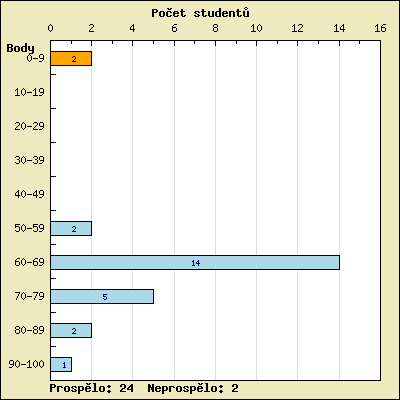 Počet studentů
0 2 4 6 8 10 12 14 16
Body
0-9 2
10-19
20-29
30-39
40-49
50-59 2
60-69 14
70-79 5
80-89 2
90-100 1
Prospělo: 24 Neprospělo: 2